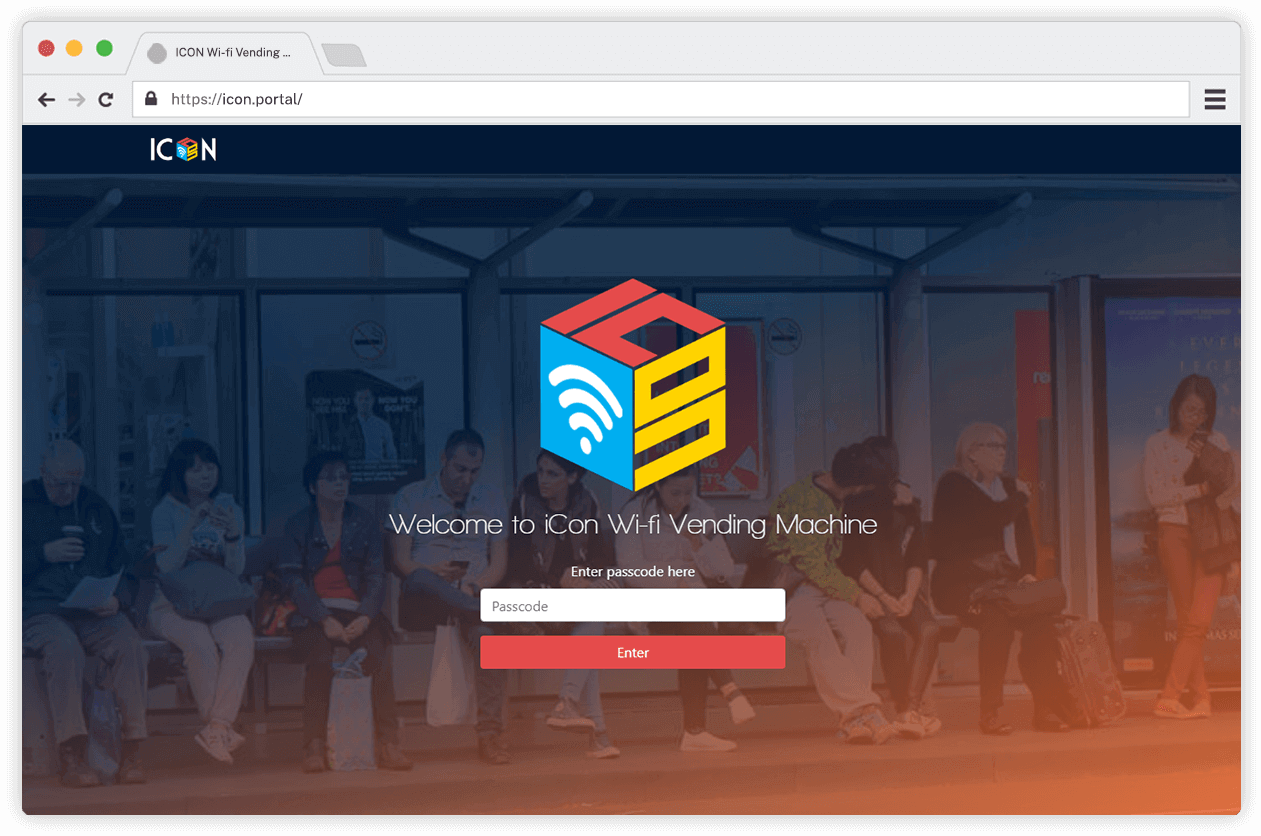 ICON Wi-fi Vending ...
https://icon.portal/
ICON
Welcome to iCon Wi-fi Vending Machine
Enter passcode here
Passcode
Enter